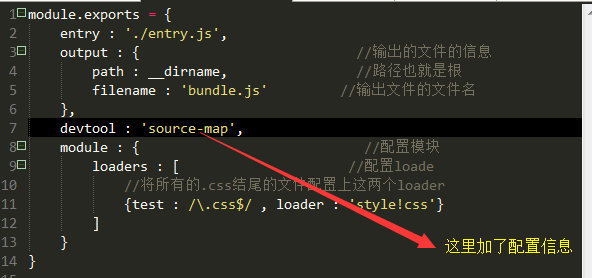 1 module.exports = {
2 entry : './entry.js',
3 output : { //输出的文件的信息
4 path : __dirname, //路径也就是根
5 filename : 'bundle.js' //输出文件的文件名
6 },
7 devtool : 'source-map',
8 module : { //配置模块
9 loaders : [ //配置loade
10 //将所有的.css结尾的文件配置上这两个loader
11 {test : /\.css$/ , loader : 'style!css'}
12 ]
13 }
14 }
这里加了配置信息